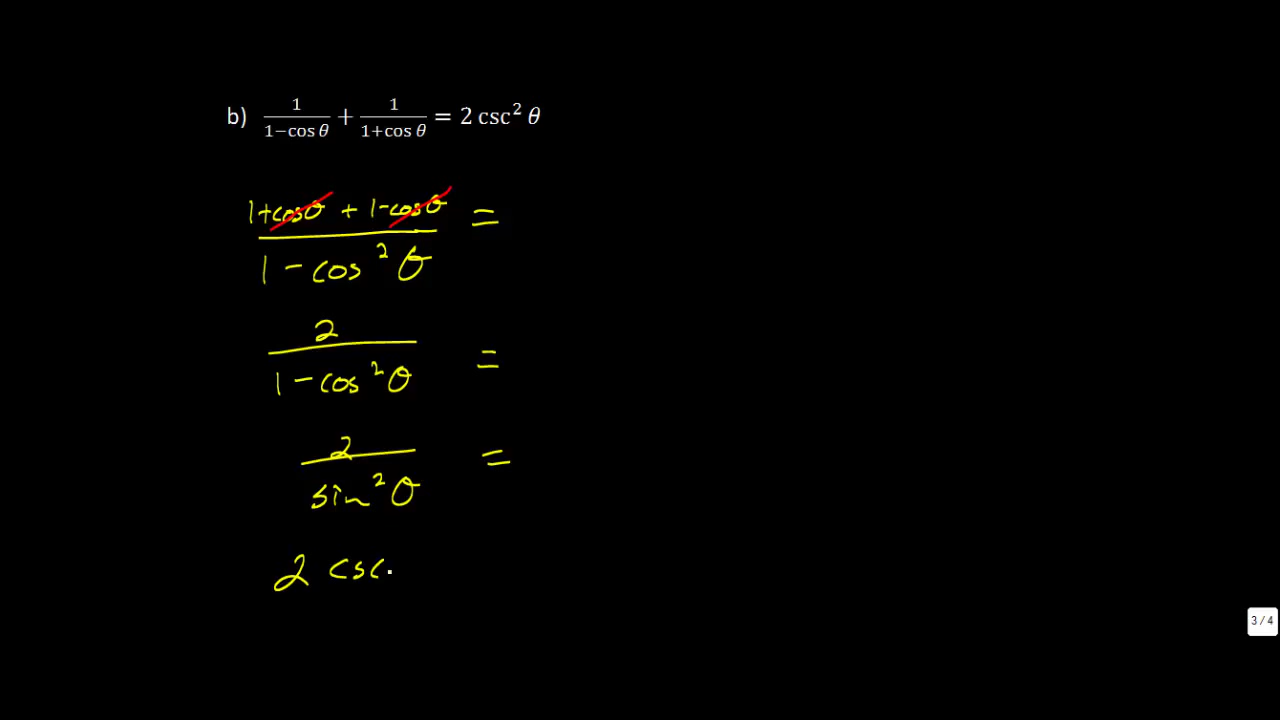 b) 1/(1−cos θ) + 1/(1+cos θ) = 2 csc² θ
(1+cosθ + 1-cosθ)/(1-cos²θ) =
2/(1-cos²θ) =
2/sin²θ =
2 csc
3 / 4